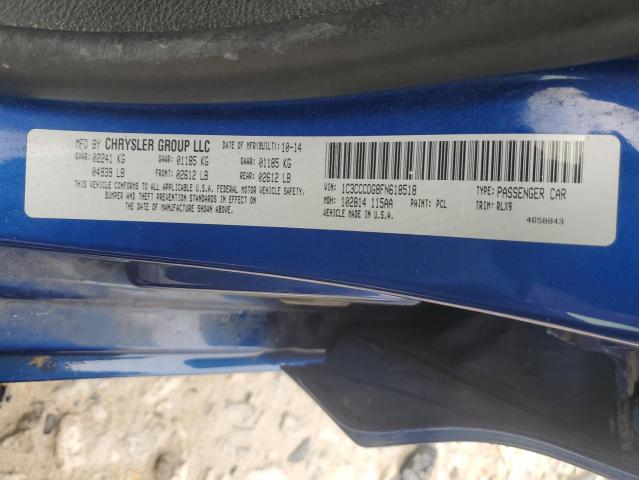 MFD BY CHRYSLER GROUP LLC DATE OF MFR(BUILT): 10-14
GVWR: 02241 KG GAWR: 01185 KG GAWR: 01185 KG
04939 LB FRONT: 02612 LB REAR: 02612 LB
THIS VEHICLE CONFORMS TO ALL APPLICABLE U.S.A. FEDERAL MOTOR VEHICLE SAFETY,
BUMPER AND THEFT PREVENTION STANDARDS IN EFFECT ON
THE DATE OF MANUFACTURE SHOWN ABOVE.
VIN: 1C3CCCDG8FN618518 TYPE: PASSENGER CAR
MDH: 102814 115AA PAINT: PCL TRIM: RLX9
MADE IN U.S.A. 4658843